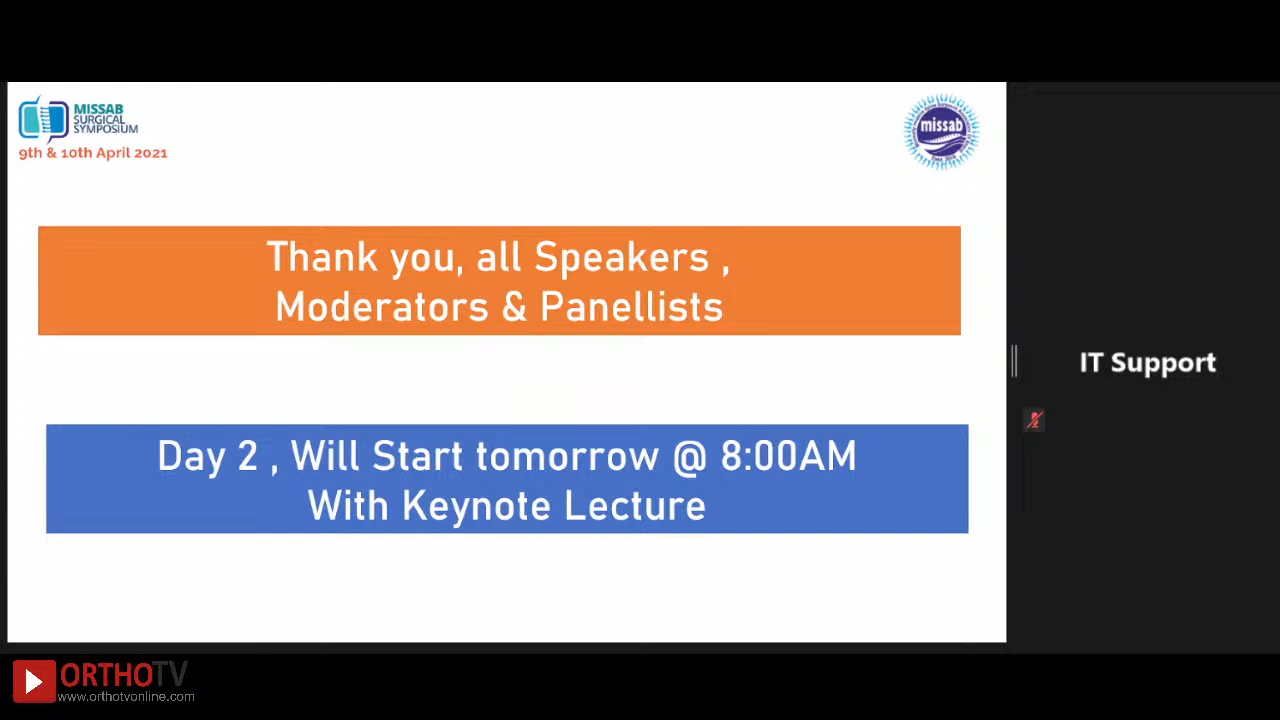 MISSAB
SURGICAL
SYMPOSIUM
9th & 10th April 2021
missab
Thank you, all Speakers ,
Moderators & Panellists
Day 2 , Will Start tomorrow @ 8:00AM
With Keynote Lecture
IT Support
ORTHOTV
www.orthotvonline.com